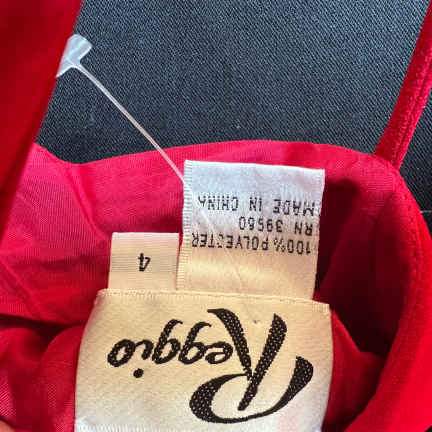 Reggio
4
100% POLYESTER
RN 39560
MADE IN CHINA